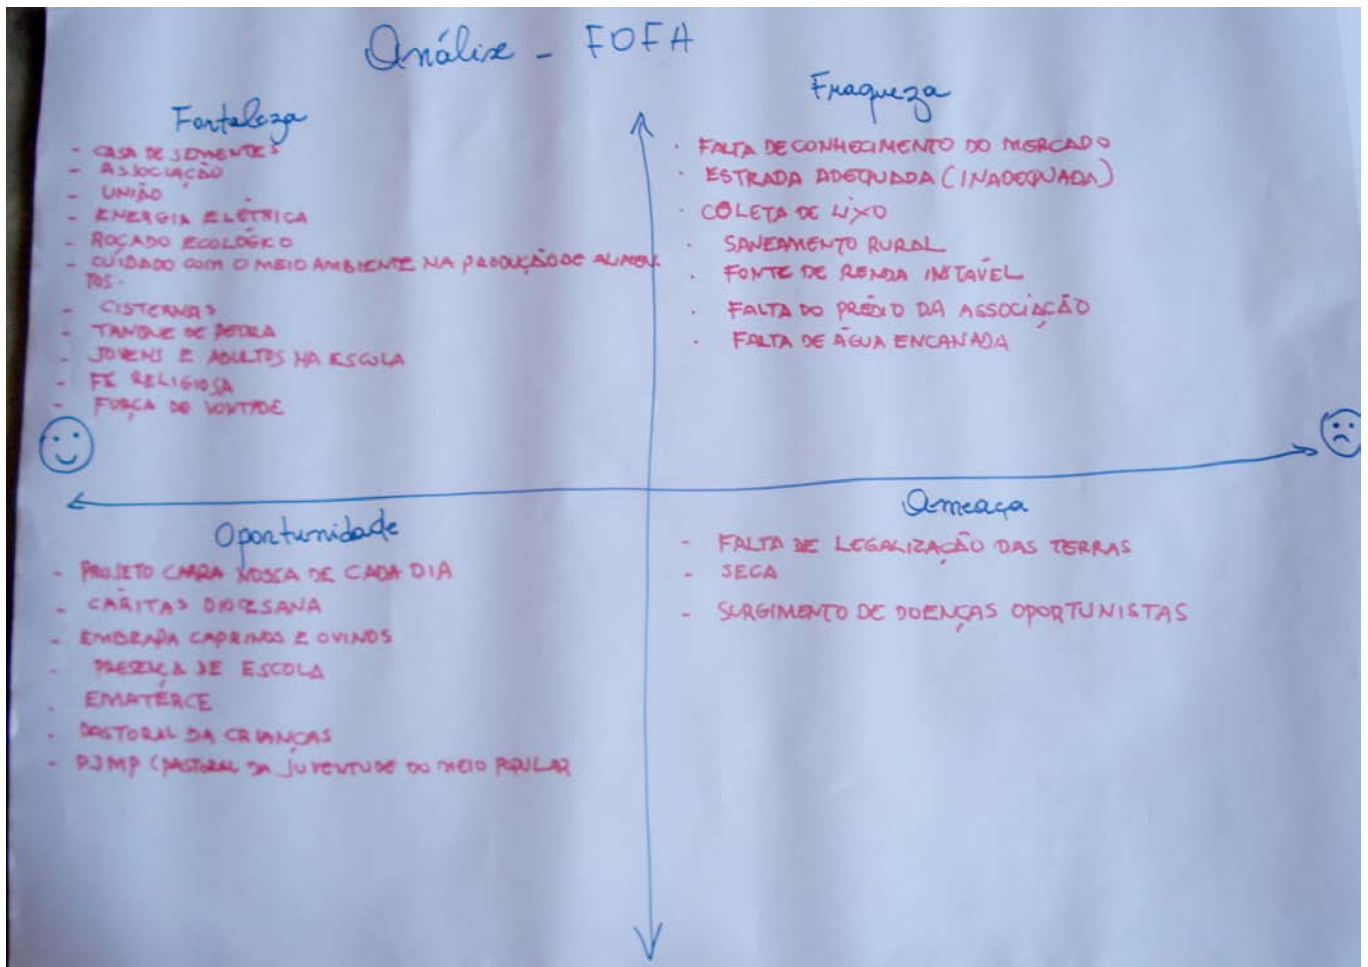 Análise - FOFA
Fortaleza
- CASA DE SEMENTES
- ASSOCIAÇÃO
- UNIÃO
- ENERGIA ELÉTRICA
- ROÇADO ECOLÓGICO
- CUIDADO COM O MEIO AMBIENTE NA PRODUÇÃO DE ALIMEN
TOS.
- CISTERNAS
- TANQUE DE PEDRA
- JOVENS E ADULTOS NA ESCOLA
- FÉ RELIGIOSA
- FORÇA DE VONTADE
Fraqueza
. FALTA DE CONHECIMENTO DO MERCADO
. ESTRADA ADEQUADA (INADEQUADA)
. COLETA DE LIXO
. SANEAMENTO RURAL
. FONTE DE RENDA INSTAVÉL
. FALTA DO PRÉDIO DA ASSOCIAÇÃO
. FALTA DE ÁGUA ENCANADA
Oportunidade
- PROJETO CABRA NOSSA DE CADA DIA
- CÁRITAS DIOCESANA
- EMBRAPA CAPRINOS E OVINOS
- PRESENÇA DE ESCOLA
. EMATÉRCE
. PASTORAL DA CRIANÇAS
- PJMP (PASTORAL DA JUVENTUDE DO MEIO POPULAR
Ameaça
- FALTA DE LEGALIZAÇÃO DAS TERRAS
- SECA
- SURGIMENTO DE DOENÇAS OPORTUNISTAS